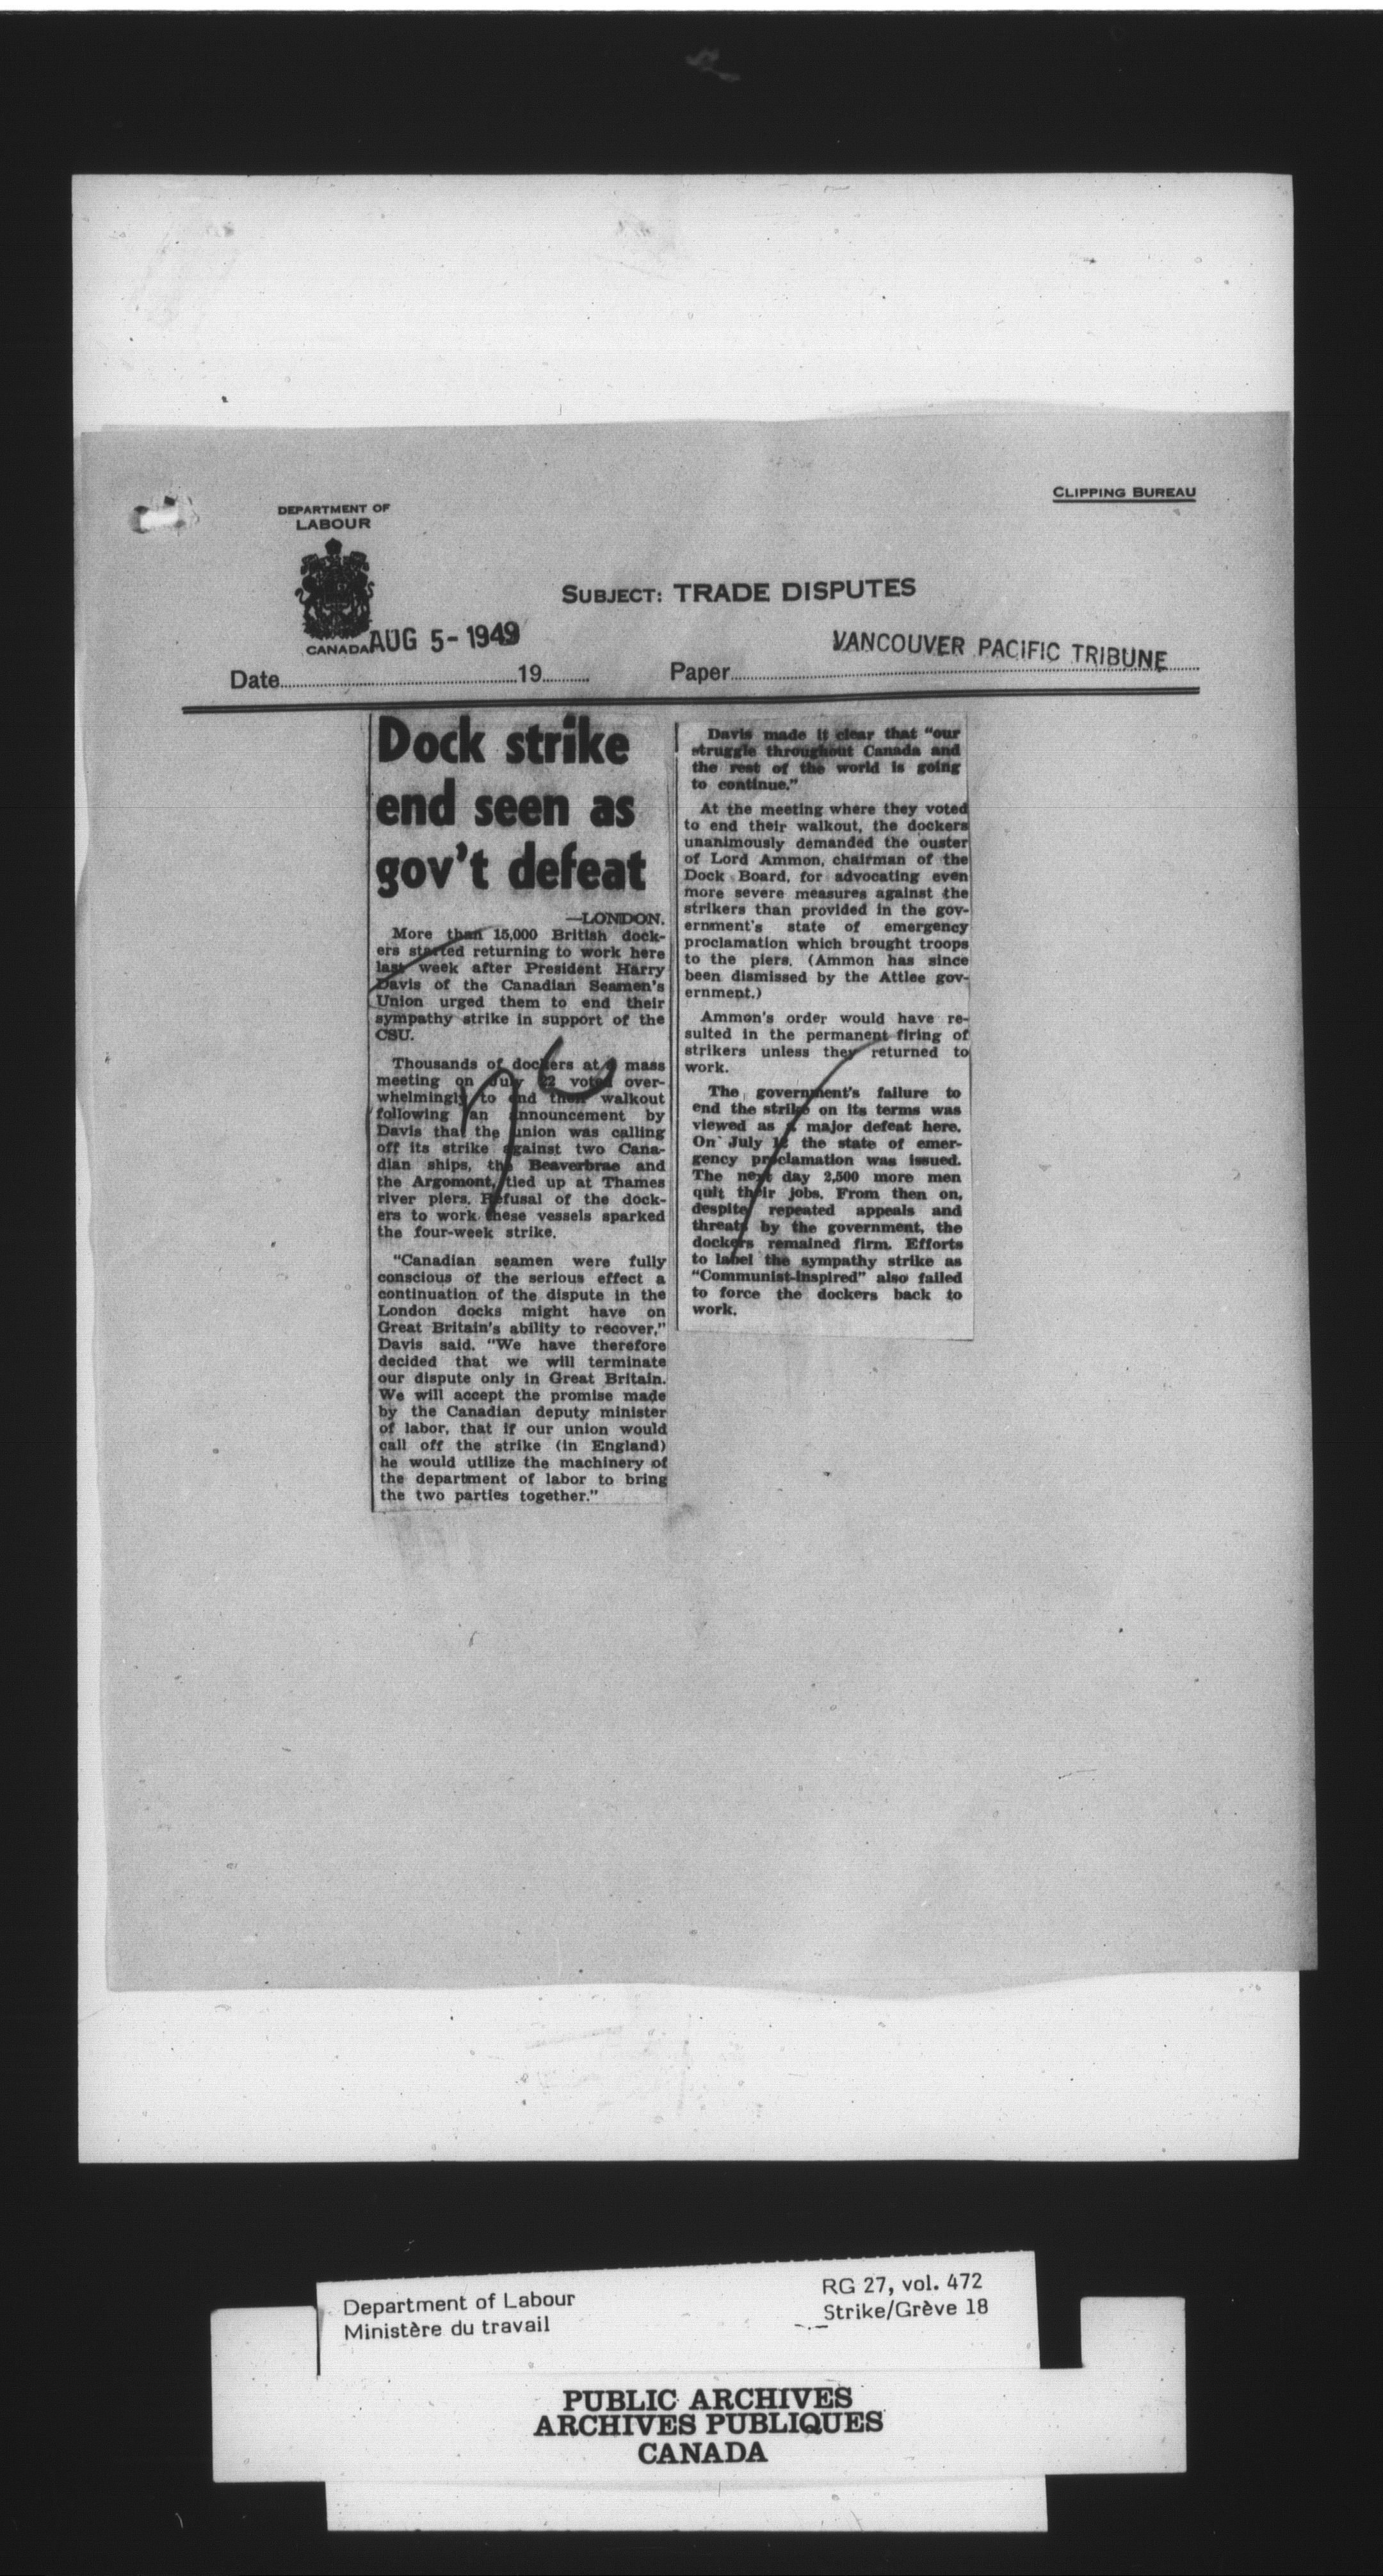 CLIPPING BUREAU
DEPARTMENT OF
LABOUR
SUBJECT: TRADE DISPUTES
CANADA
AUG 5- 1949
VANCOUVER PACIFIC TRIBUNE
Date 19 Paper
Dock strike
end seen as
gov't defeat
—LONDON.
More than 15,000 British dock-
ers started returning to work here
last week after President Harry
Davis of the Canadian Seamen's
Union urged them to end their
sympathy strike in support of the
CSU.
Thousands of dockers at a mass
meeting on July 22 voted over-
whelmingly to end their walkout
following an announcement by
Davis that the union was calling
off its strike against two Cana-
dian ships, the Beaverbrae and
the Argomont, tied up at Thames
river piers. Refusal of the dock-
ers to work these vessels sparked
the four-week strike.
"Canadian seamen were fully
conscious of the serious effect a
continuation of the dispute in the
London docks might have on
Great Britain's ability to recover,"
Davis said. "We have therefore
decided that we will terminate
our dispute only in Great Britain.
We will accept the promise made
by the Canadian deputy minister
of labor, that if our union would
call off the strike (in England)
he would utilize the machinery of
the department of labor to bring
the two parties together."
Davis made it clear that "our
struggle throughout Canada and
the rest of the world is going
to continue."
At the meeting where they voted
to end their walkout, the dockers
unanimously demanded the ouster
of Lord Ammon, chairman of the
Dock Board, for advocating even
more severe measures against the
strikers than provided in the gov-
ernment's state of emergency
proclamation which brought troops
to the piers. (Ammon has since
been dismissed by the Attlee gov-
ernment.)
Ammon's order would have re-
sulted in the permanent firing of
strikers unless they returned to
work.
The government's failure to
end the strike on its terms was
viewed as a major defeat here.
On July 12 the state of emer-
gency proclamation was issued.
The next day 2,500 more men
quit their jobs. From then on,
despite repeated appeals and
threats by the government, the
dockers remained firm. Efforts
to label the sympathy strike as
"Communist-inspired" also failed
to force the dockers back to
work.
Department of Labour
Ministère du travail
RG 27, vol. 472
Strike/Grève 18
PUBLIC ARCHIVES
ARCHIVES PUBLIQUES
CANADA